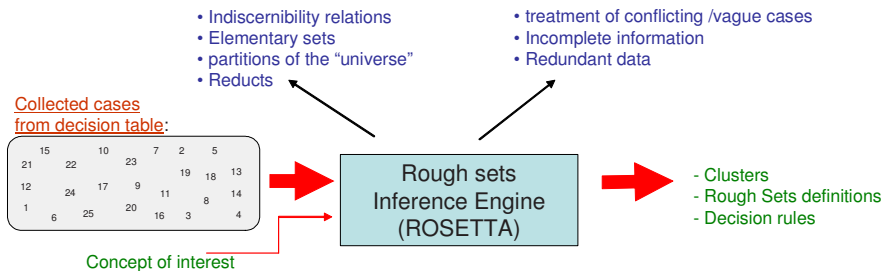 • Indiscernibility relations
• Elementary sets
• partitions of the “universe”
• Reducts
• treatment of conflicting /vague cases
• Incomplete information
• Redundant data
Collected cases
from decision table:
15 10 7 2 5
21 22 23 19 18 13
12 24 17 9 11 8 14
1 6 25 20 16 3 4
Rough sets
Inference Engine
(ROSETTA)
- Clusters
- Rough Sets definitions
- Decision rules
Concept of interest